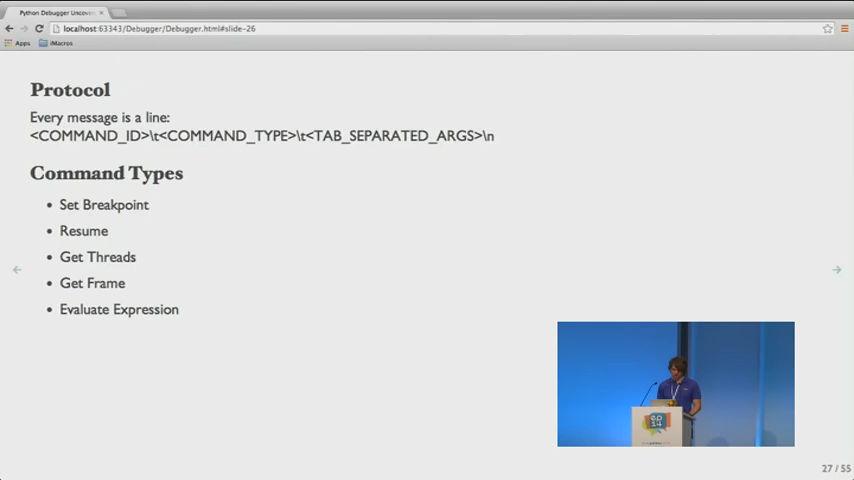 Python Debugger Uncover
localhost:63343/Debugger/Debugger.html#slide-26
Apps
iMacros
Protocol
Every message is a line:
<COMMAND_ID>\t<COMMAND_TYPE>\t<TAB_SEPARATED_ARGS>\n
Command Types
• Set Breakpoint
• Resume
• Get Threads
• Get Frame
• Evaluate Expression
27 / 55